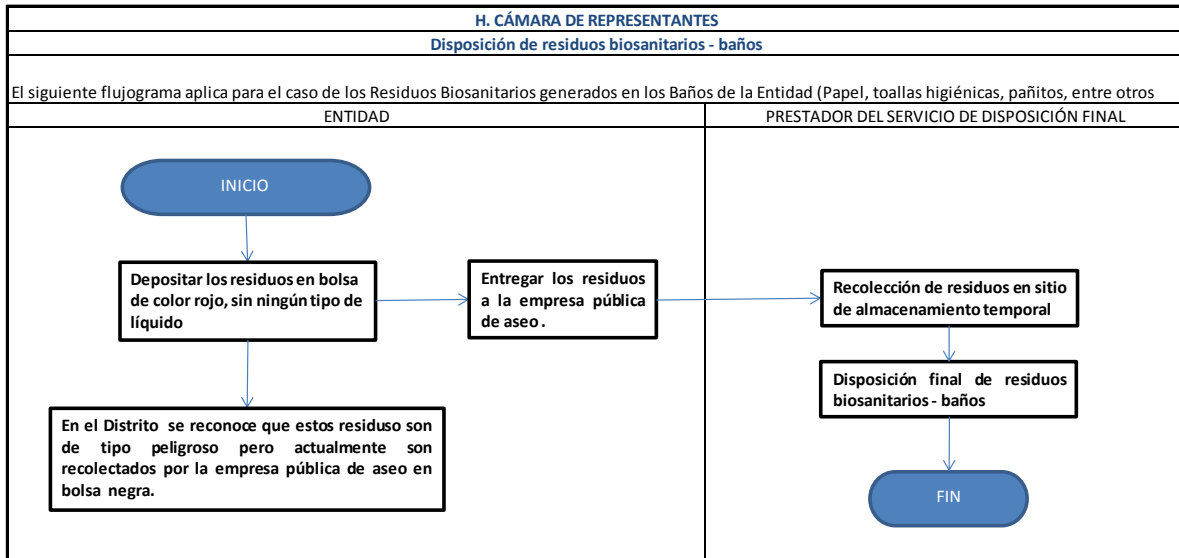 H. CÁMARA DE REPRESENTANTES
Disposición de residuos biosanitarios - baños
El siguiente flujograma aplica para el caso de los Residuos Biosanitarios generados en los Baños de la Entidad (Papel, toallas higiénicas, pañitos, entre otros
ENTIDAD
PRESTADOR DEL SERVICIO DE DISPOSICIÓN FINAL
INICIO
Depositar los residuos en bolsa
de color rojo, sin ningún tipo de
líquido
Entregar los residuos
a la empresa pública
de aseo .
Recolección de residuos en sitio
de almacenamiento temporal
Disposición final de residuos
biosanitarios - baños
En el Distrito se reconoce que estos residuso son
de tipo peligroso pero actualmente son
recolectados por la empresa pública de aseo en
bolsa negra.
FIN